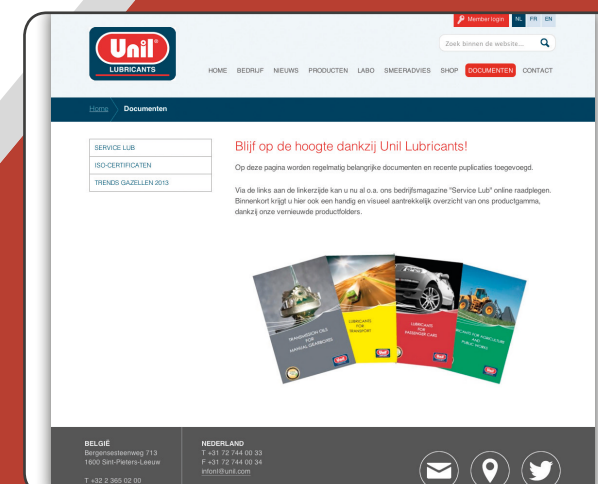 Member login NL FR EN
Unil
LUBRICANTS
Zoek binnen de website...
HOME BEDRIJF NIEUWS PRODUCTEN LABO SMEERADVIES SHOP DOCUMENTEN CONTACT
Home Documenten
SERVICE LUB
ISO-CERTIFICATEN
TRENDS GAZELLEN 2013
Blijf op de hoogte dankzij Unil Lubricants!
Op deze pagina worden regelmatig belangrijke documenten en recente puplicaties toegevoegd.
Via de links aan de linkerzijde kan u nu al o.a. ons bedrijfsmagazine "Service Lub" online raadplegen.
Binnenkort krijgt u hier ook een handig en visueel aantrekkelijk overzicht van ons productgamma,
dankzij onze vernieuwde productfolders.
TRANSMISSION OILS
FOR
MANUAL GEARBOXES
LUBRICANTS
FOR
TRANSPORT
LUBRICANTS
FOR
PASSENGER CARS
LUBRICANTS FOR AGRICULTURE
AND
PUBLIC WORKS
Unil
Unil
Unil
Unil
BELGIË
Bergensesteenweg 713
1600 Sint-Pieters-Leeuw
T +32 2 365 02 00
NEDERLAND
T +31 72 744 00 33
F +31 72 744 00 34
infonl@unil.com